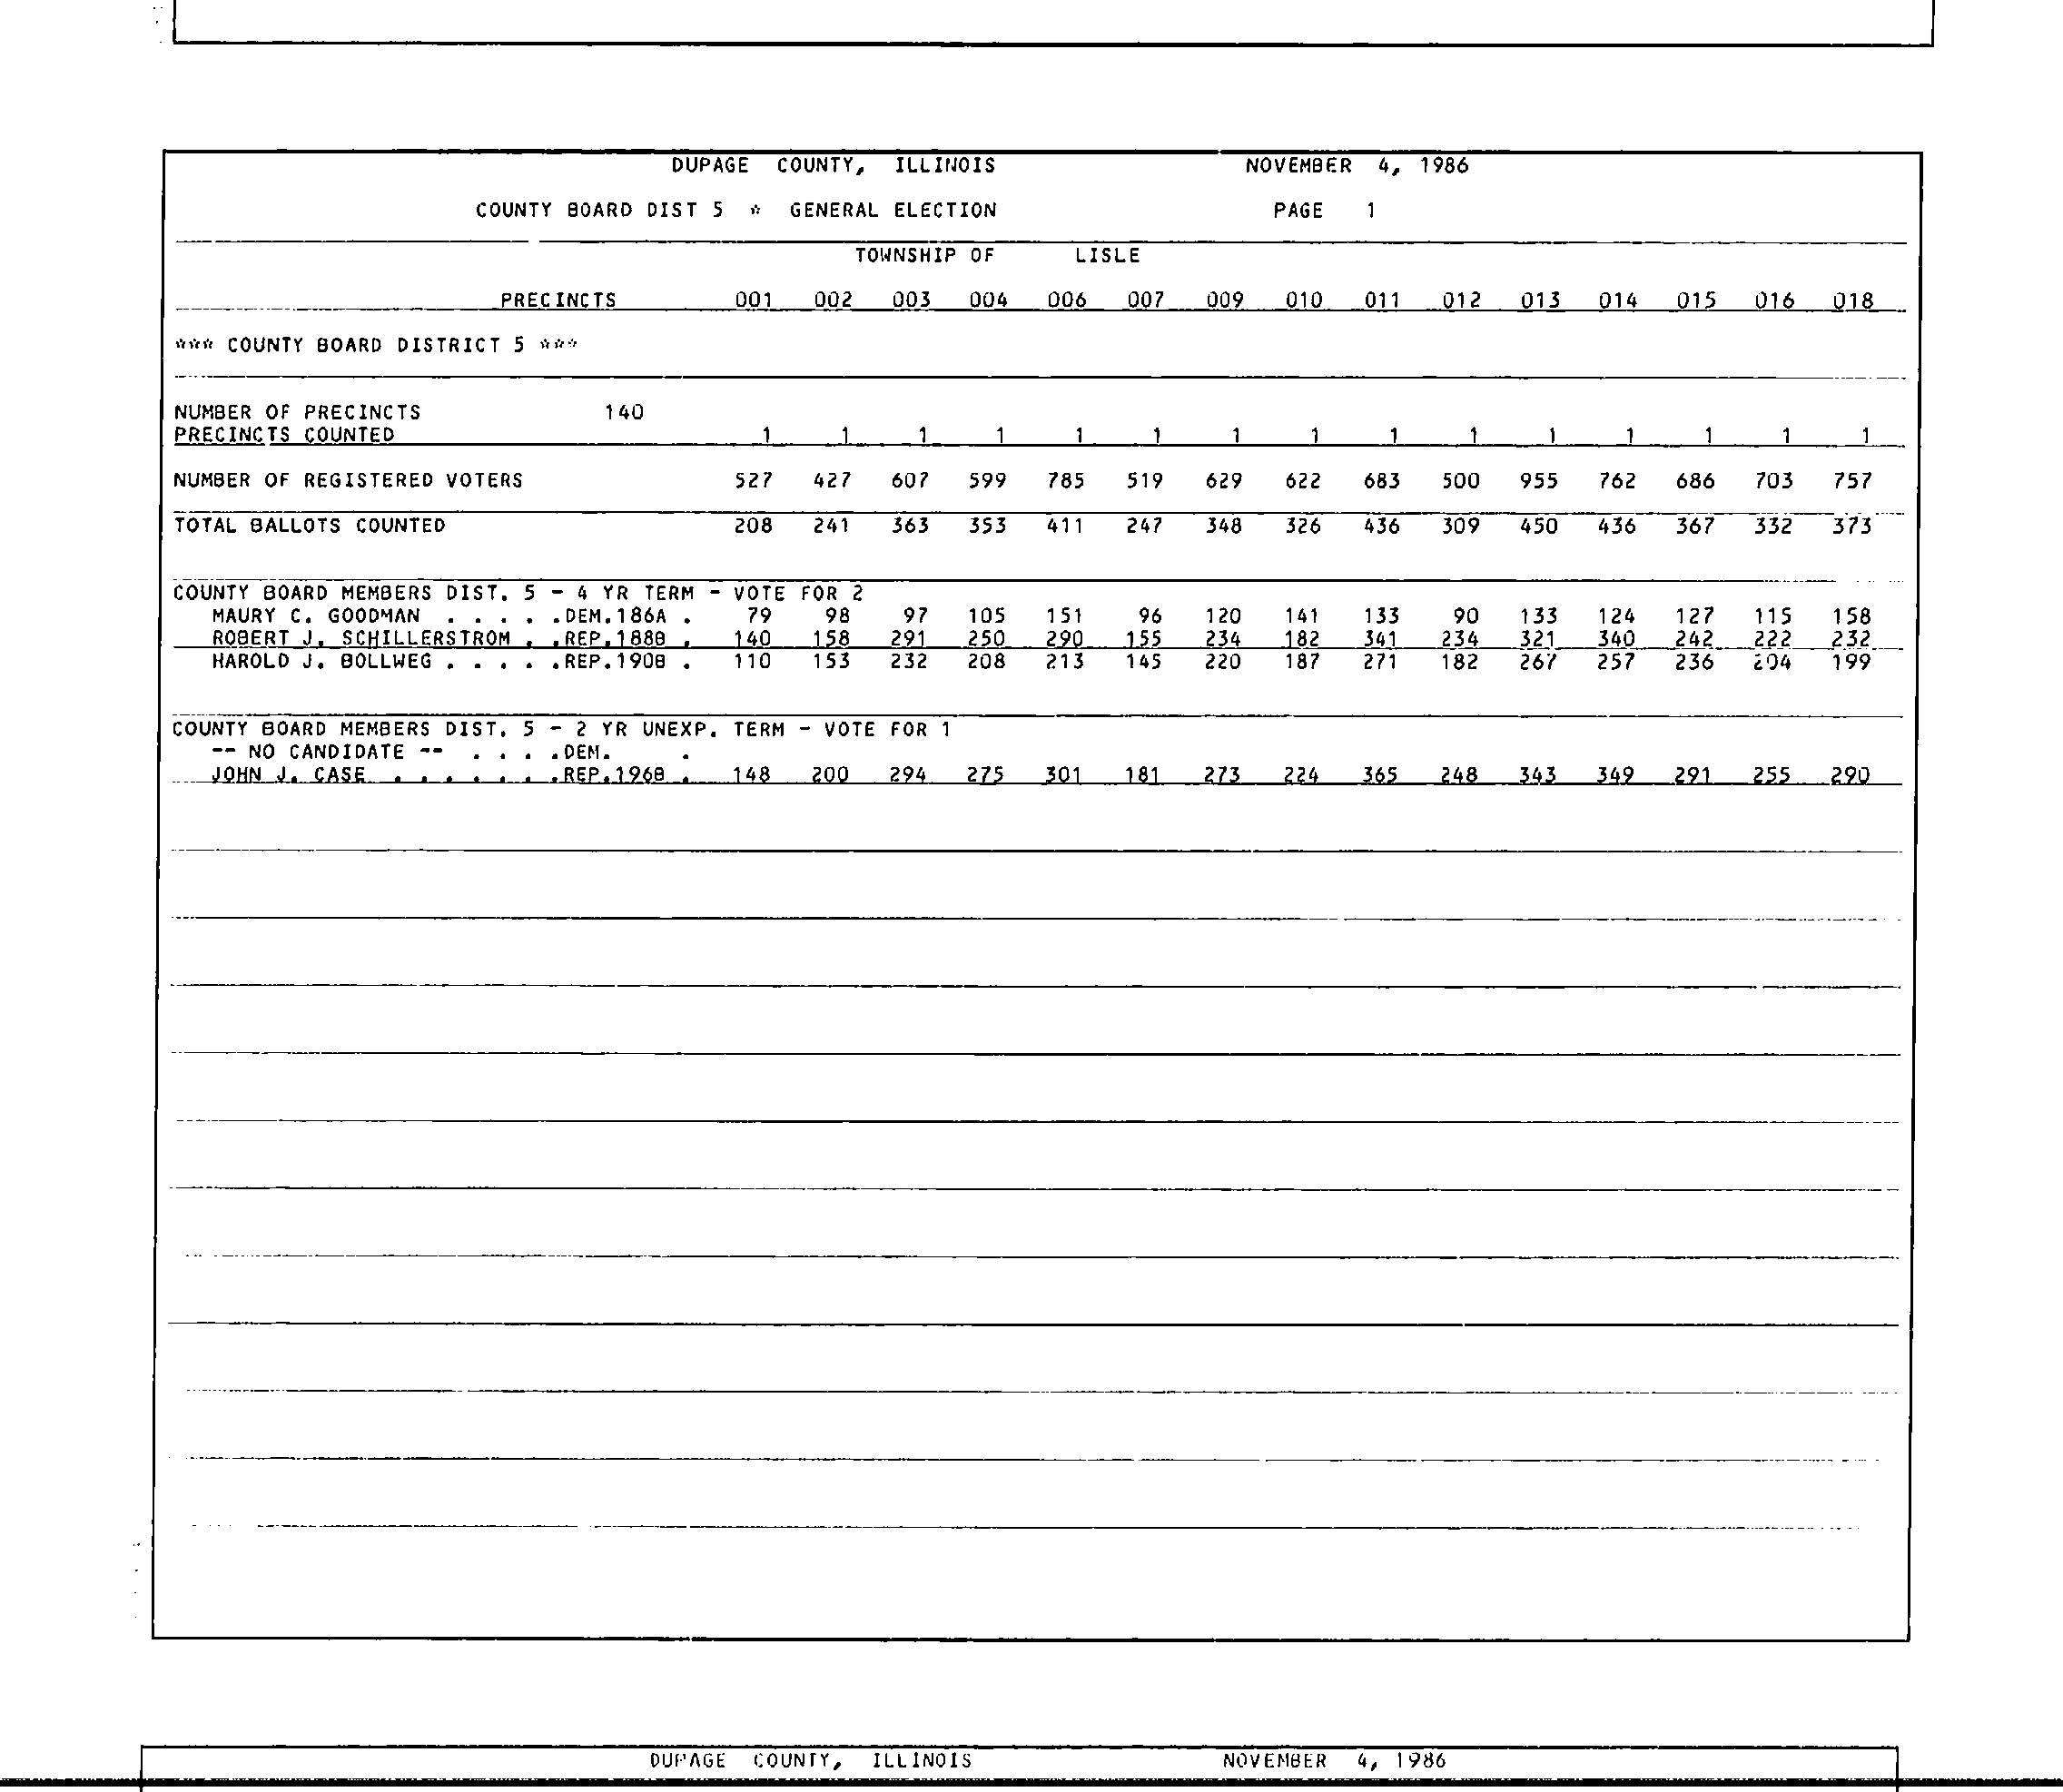 DUPAGE COUNTY, ILLINOIS NOVEMBER 4, 1986
COUNTY BOARD DIST 5 * GENERAL ELECTION PAGE 1
TOWNSHIP OF LISLE
PRECINCTS 001 002 003 004 006 007 009 010 011 012 013 014 015 016 018
*** COUNTY BOARD DISTRICT 5 ***
NUMBER OF PRECINCTS 140
PRECINCTS COUNTED 1 1 1 1 1 1 1 1 1 1 1 1 1 1 1
NUMBER OF REGISTERED VOTERS 527 427 607 599 785 519 629 622 683 500 955 762 686 703 757
TOTAL BALLOTS COUNTED 208 241 363 353 411 247 348 326 436 309 450 436 367 332 373
COUNTY BOARD MEMBERS DIST. 5 - 4 YR TERM - VOTE FOR 2
MAURY C. GOODMAN . . . . .DEM.186A . 79 98 97 105 151 96 120 141 133 90 133 124 127 115 158
ROBERT J. SCHILLERSTROM . .REP.188B . 140 158 291 250 290 155 234 182 341 234 321 340 242 222 232
HAROLD J. BOLLWEG . . . . .REP.190B . 110 153 232 208 213 145 220 187 271 182 267 257 236 204 199
COUNTY BOARD MEMBERS DIST. 5 - 2 YR UNEXP. TERM - VOTE FOR 1
-- NO CANDIDATE -- . . . .DEM. .
JOHN J. CASE . . . . . . .REP.196B . 148 200 294 275 301 181 273 224 365 248 343 349 291 255 290
DUPAGE COUNTY, ILLINOIS NOVEMBER 4, 1986